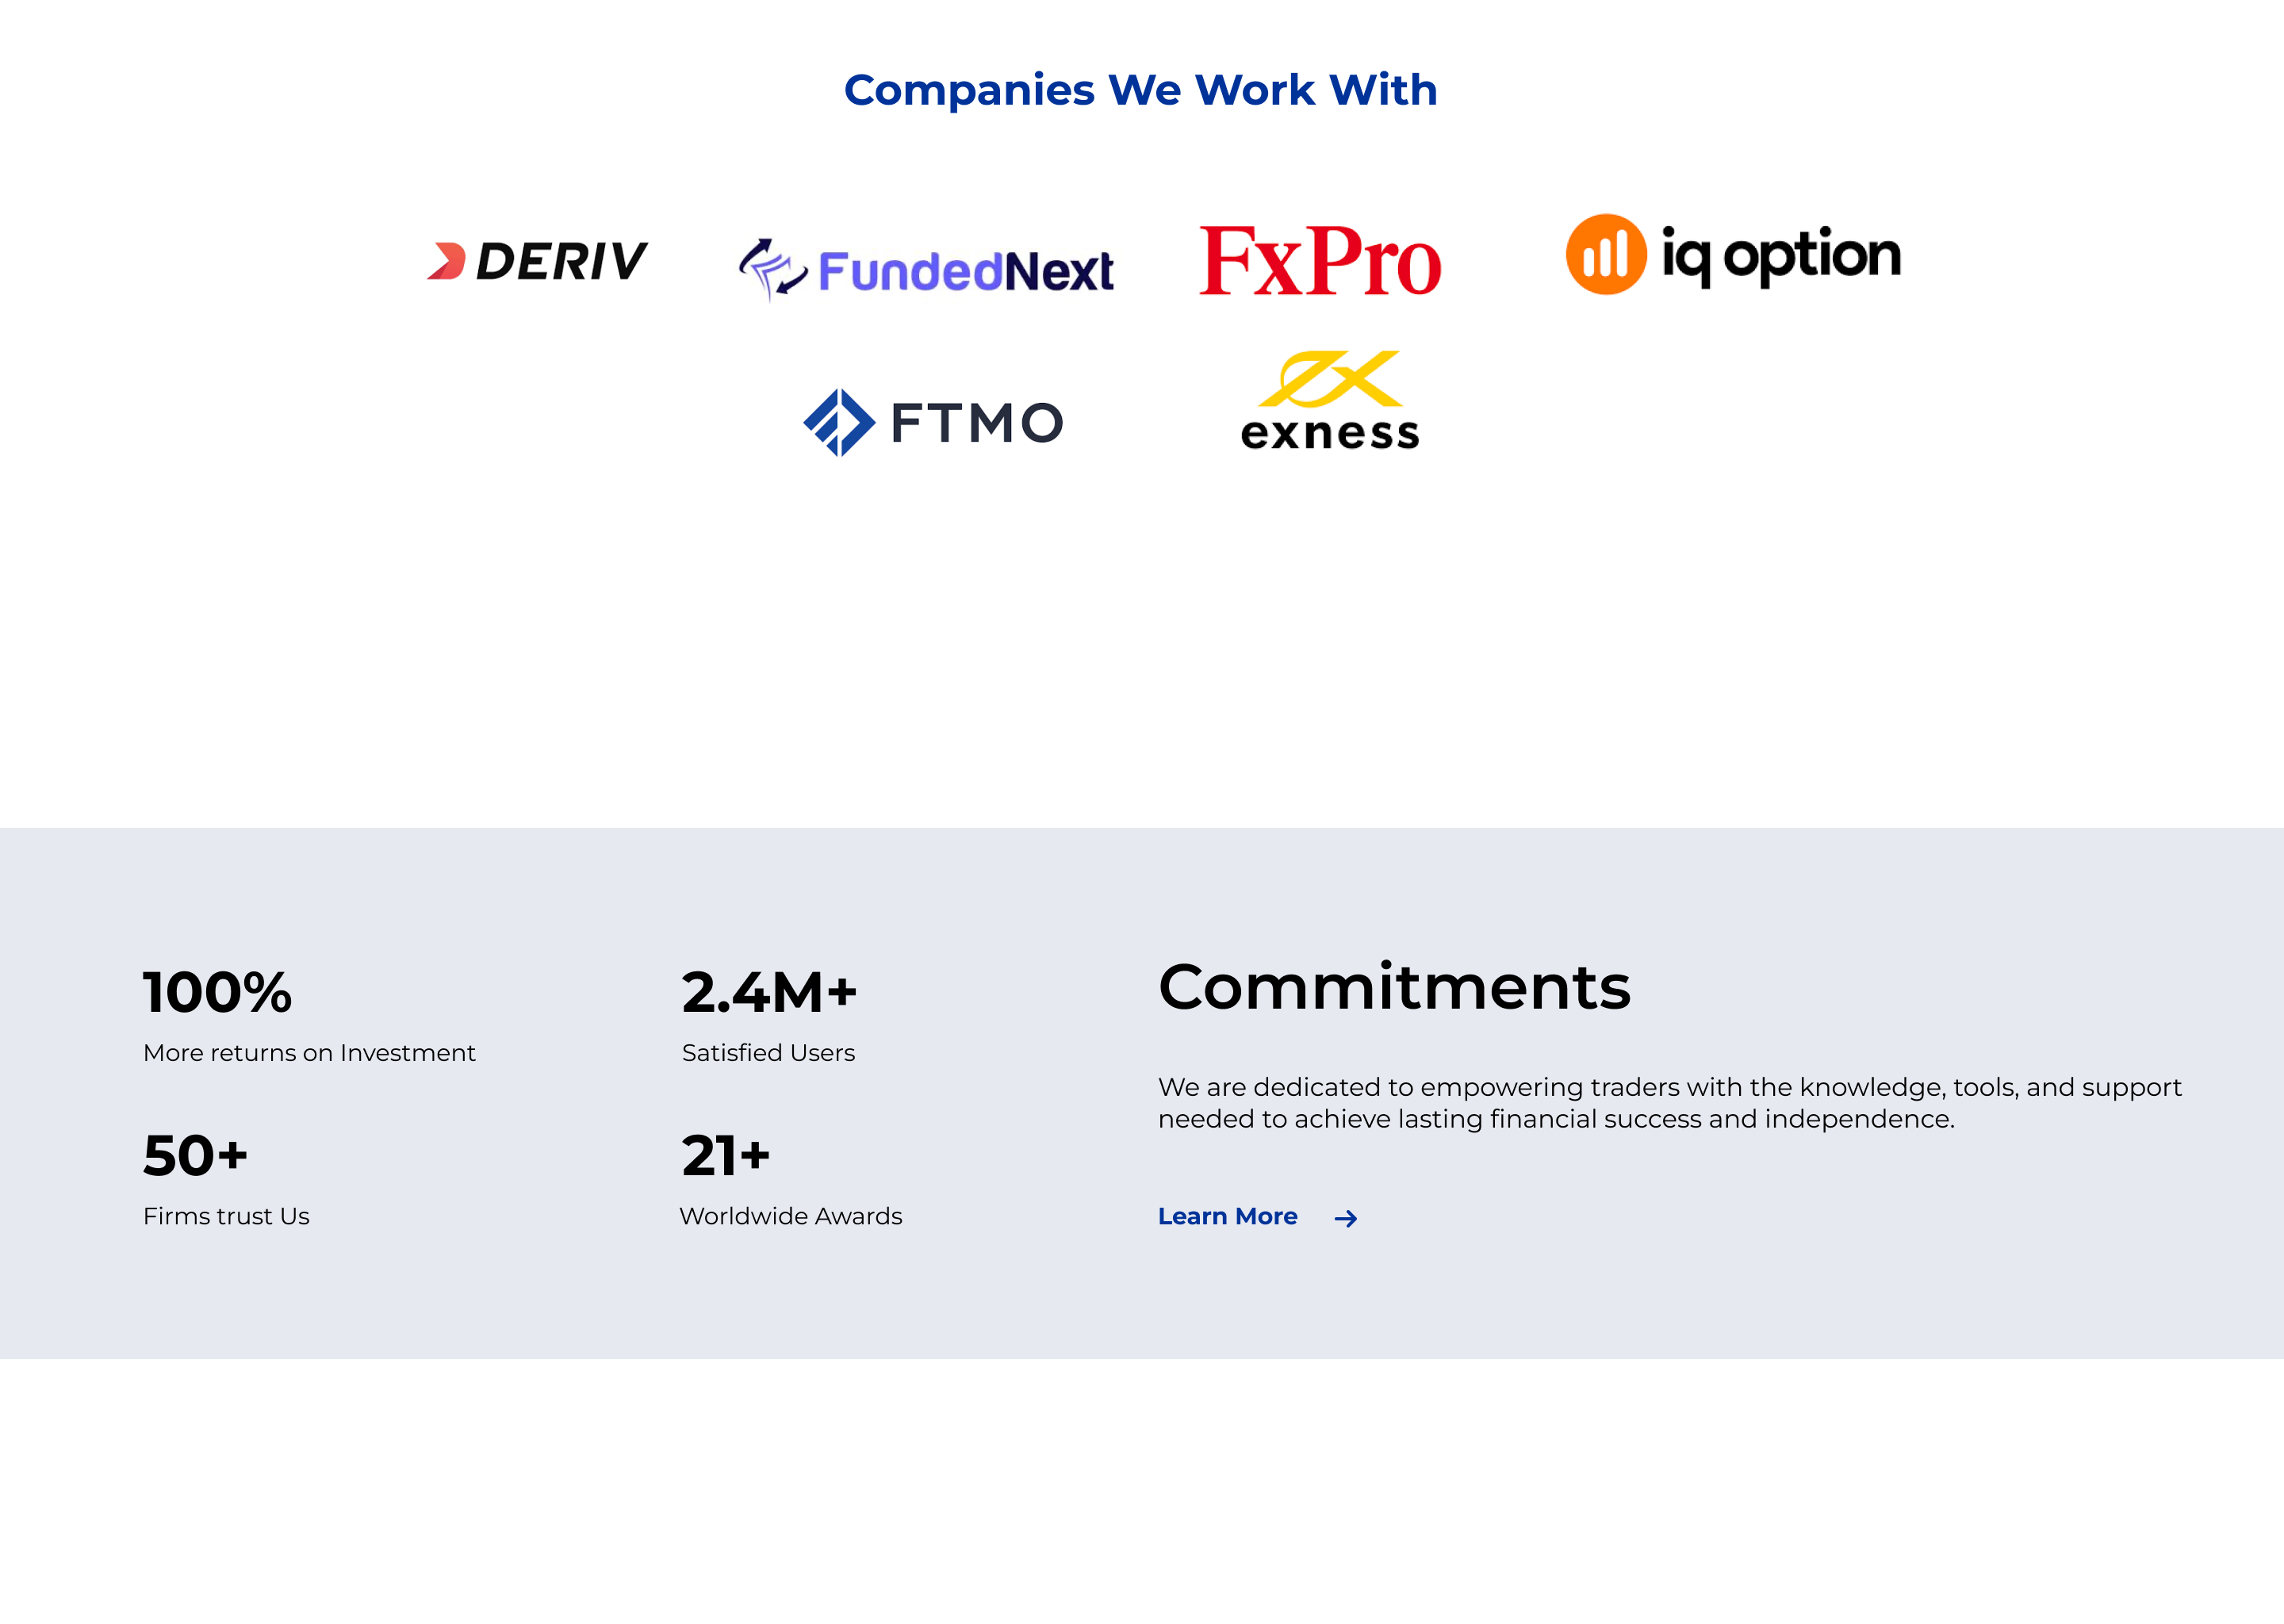 Companies We Work With
DERIV
FundedNext
FxPro
iq option
FTMO
exness
100%
More returns on Investment
2.4M+
Satisfied Users
50+
Firms trust Us
21+
Worldwide Awards
Commitments
We are dedicated to empowering traders with the knowledge, tools, and support
needed to achieve lasting financial success and independence.
Learn More